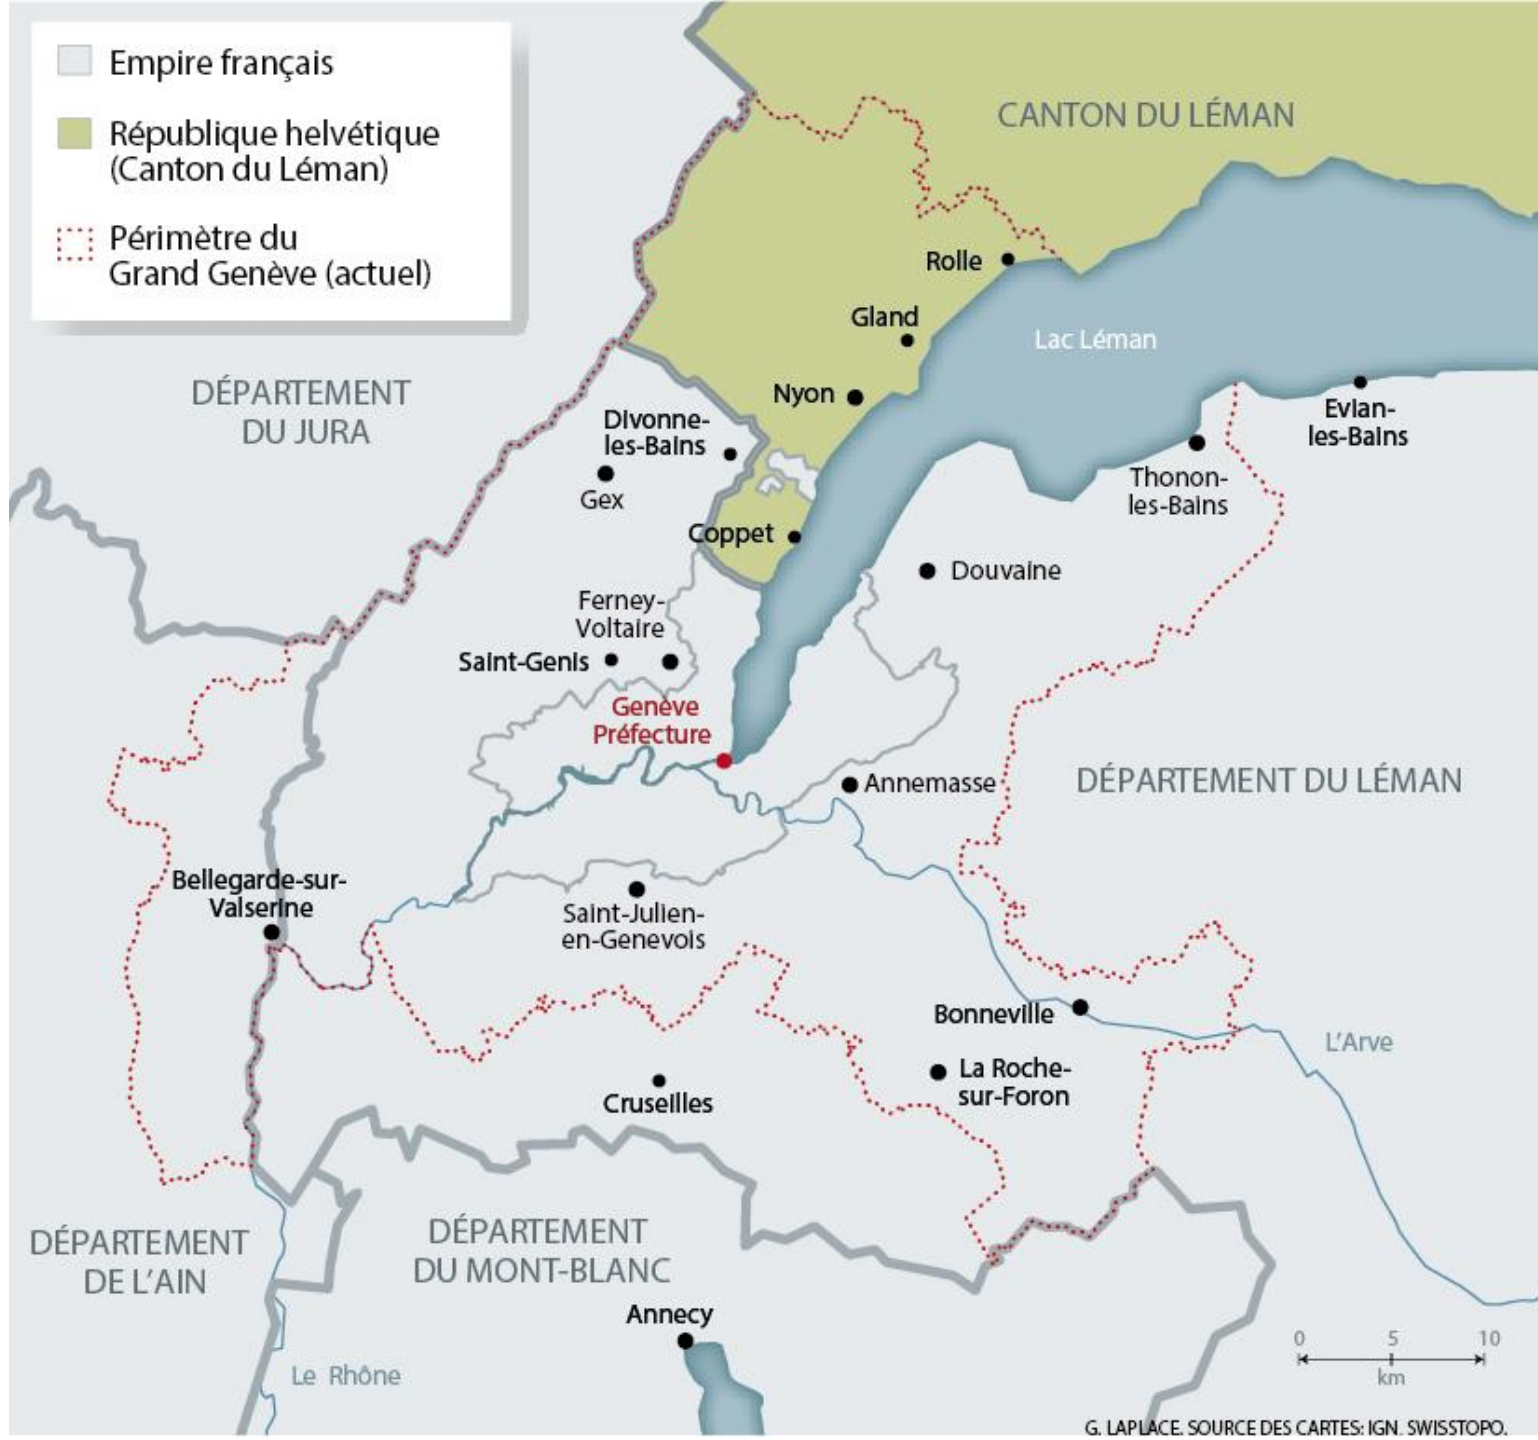 Empire français
République helvétique
(Canton du Léman)
Périmètre du
Grand Genève (actuel)
CANTON DU LÉMAN
Rolle
Gland
Lac Léman
Nyon
DÉPARTEMENT
DU JURA
Divonne-
les-Bains
Evian-
les-Bains
Gex
Thonon-
les-Bains
Coppet
Douvaine
Ferney-
Voltaire
Saint-Genis
Genève
Préfecture
Annemasse
DÉPARTEMENT DU LÉMAN
Bellegarde-sur-
Valserine
Saint-Julien-
en-Genevois
Bonneville
L'Arve
La Roche-
sur-Foron
Cruseilles
DÉPARTEMENT
DE L'AIN
DÉPARTEMENT
DU MONT-BLANC
Annecy
Le Rhône
0 5 10
km
G. LAPLACE. SOURCE DES CARTES: IGN, SWISSTOPO.